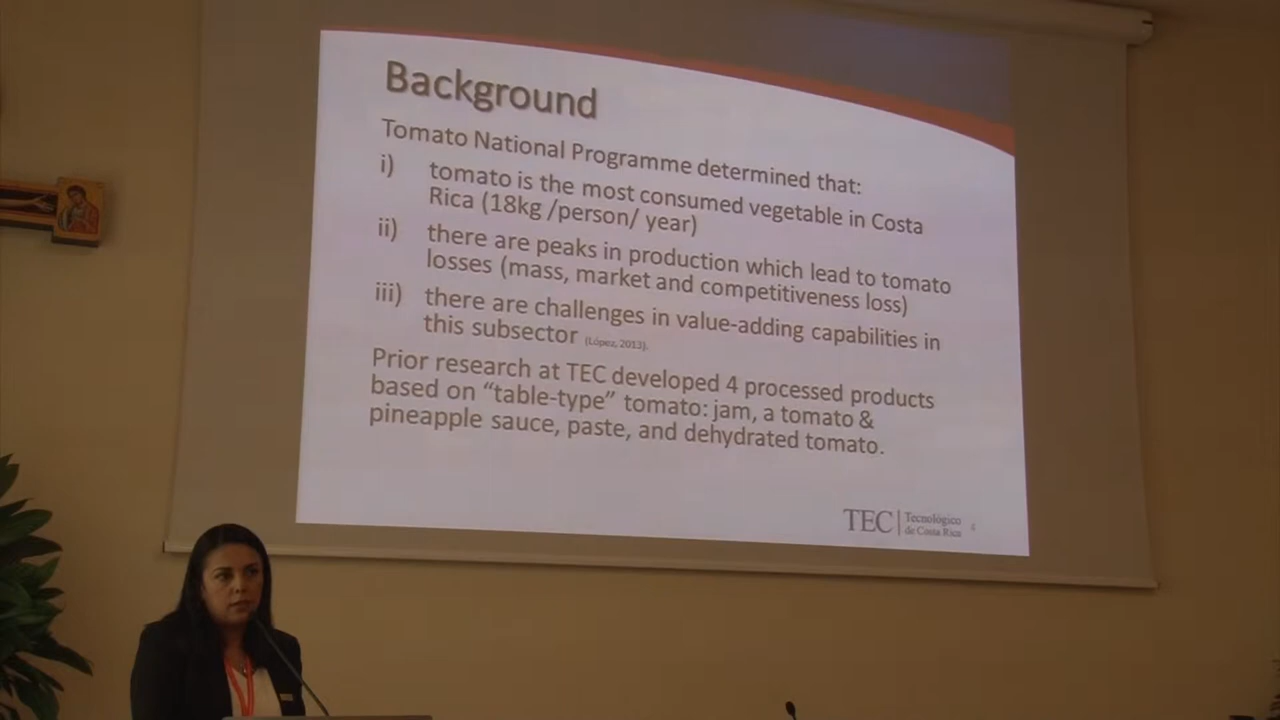 Background
Tomato National Programme determined that:
i) tomato is the most consumed vegetable in Costa
Rica (18kg /person/ year)
ii) there are peaks in production which lead to tomato
losses (mass, market and competitiveness loss)
iii) there are challenges in value-adding capabilities in
this subsector (López, 2013).
Prior research at TEC developed 4 processed products
based on “table-type” tomato: jam, a tomato &
pineapple sauce, paste, and dehydrated tomato.
TEC | Tecnológico
de Costa Rica